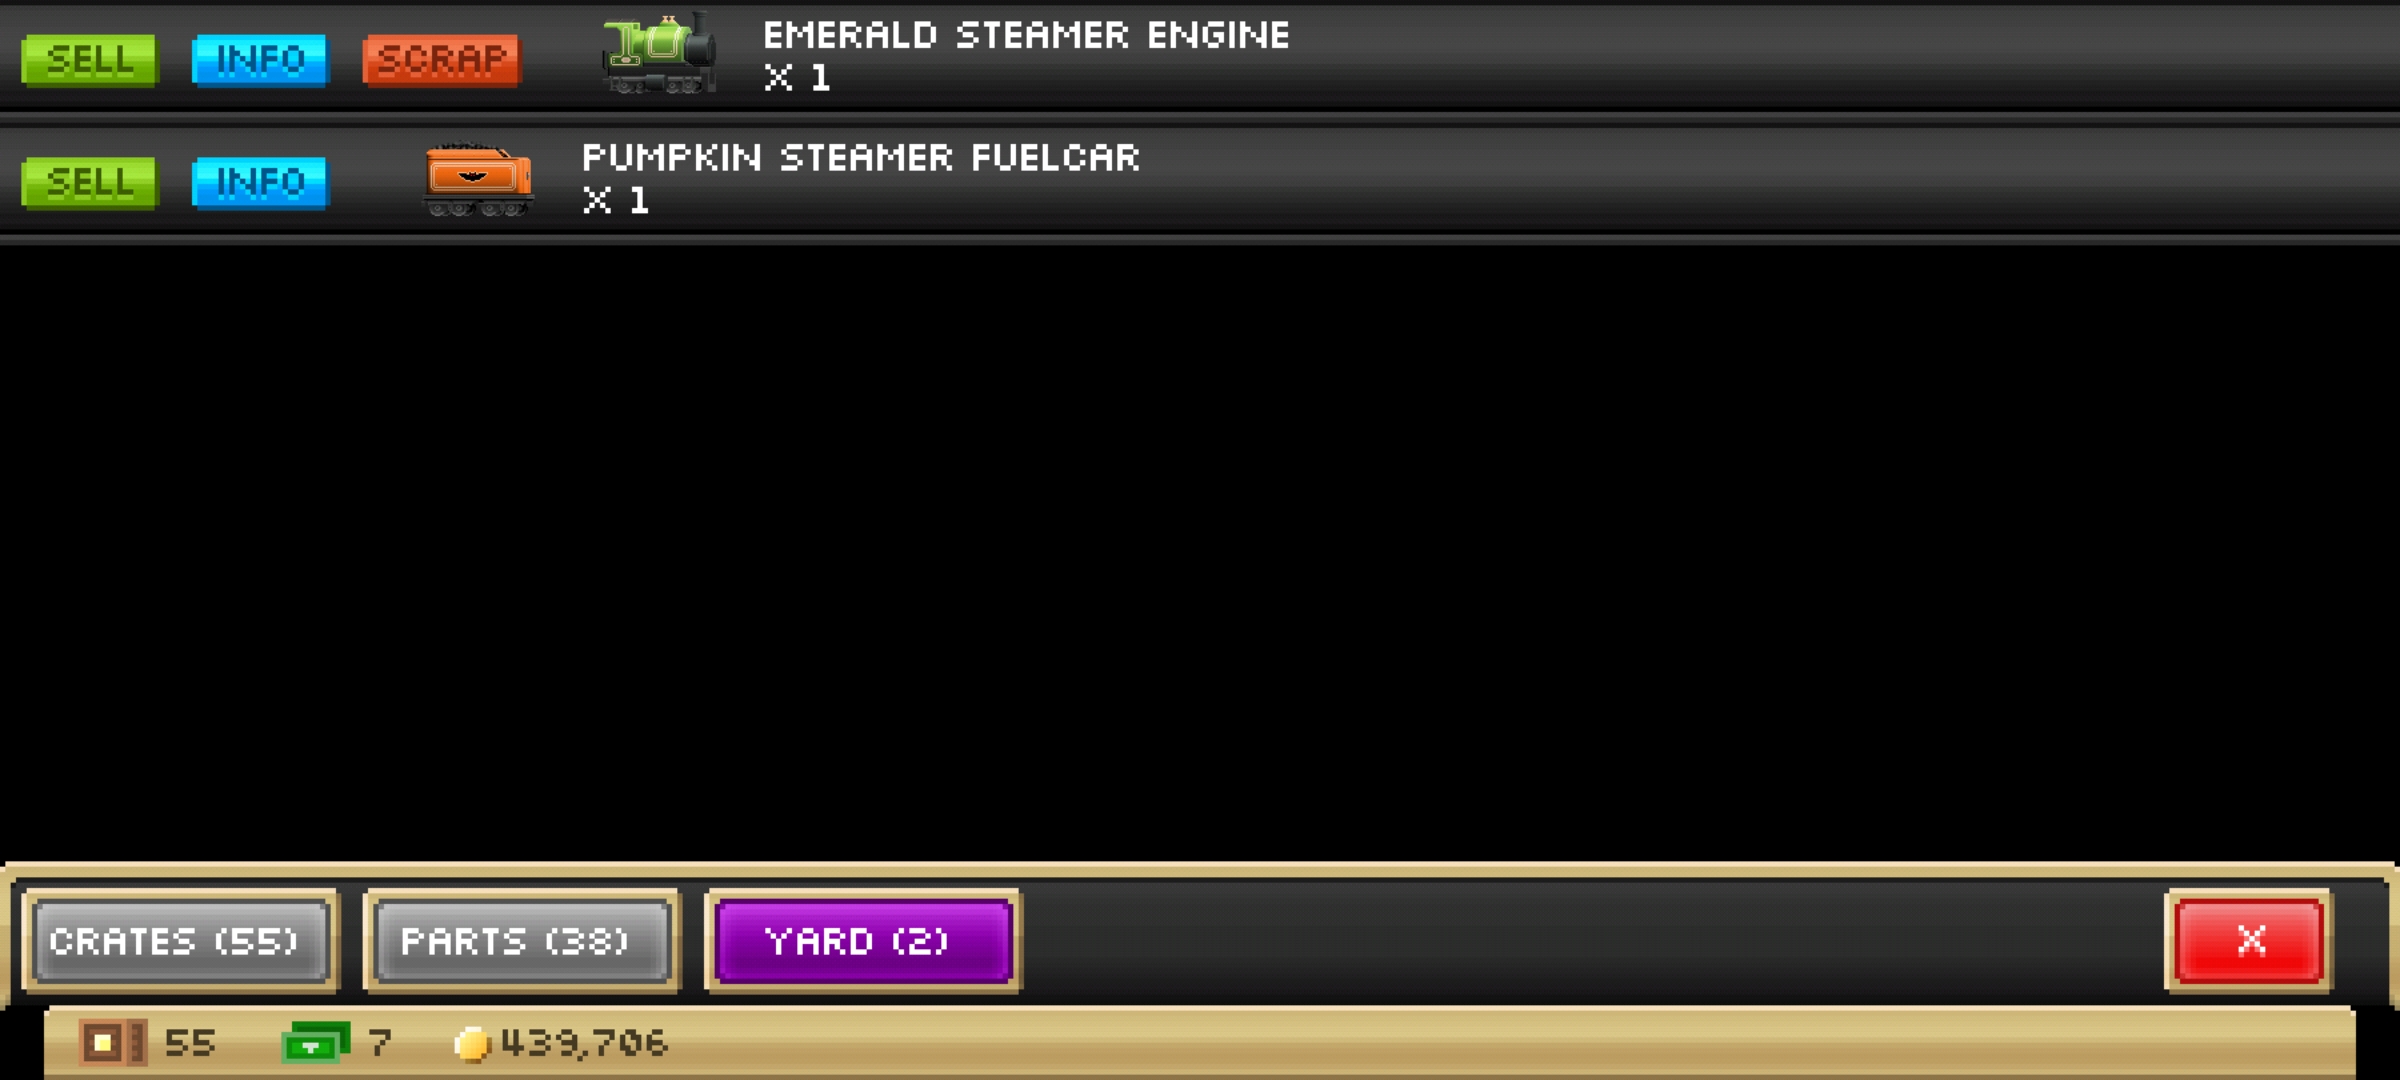 SELL INFO SCRAP EMERALD STEAMER ENGINE
X 1
SELL INFO PUMPKIN STEAMER FUELCAR
X 1
CRATES (55) PARTS (38) YARD (2) X
55 7 439,706